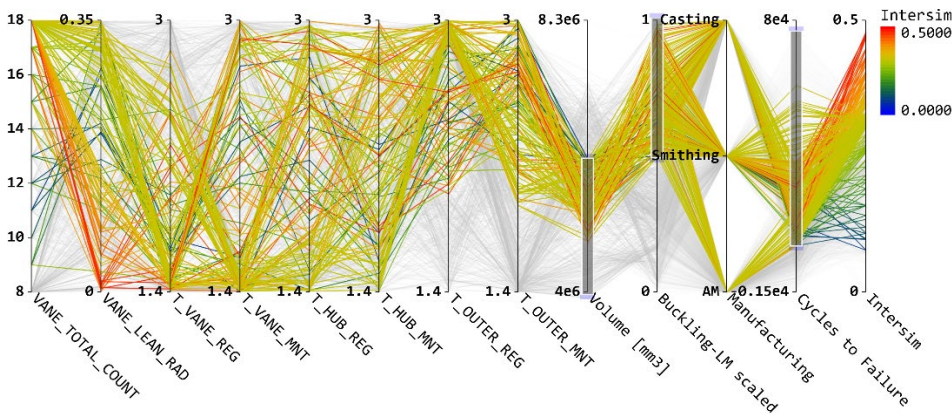 18 0.35 3 3 3 3 3 3 8.3e6 1 Casting 8e4 0.5 Intersim
0.5000
16
14
Smithing
0.0000
12
10
8 0 1.4 1.4 1.4 1.4 1.4 1.4 4e6 0 AM -0.15e4 0
VANE_TOTAL_COUNT
VANE_LEAN_RAD
T_VANE_REG
T_VANE_MNT
T_HUB_REG
T_HUB_MNT
T_OUTER_REG
T_OUTER_MNT
Volume [mm3]
Buckling-LM scaled
Manufacturing
Cycles to Failure
Intersim